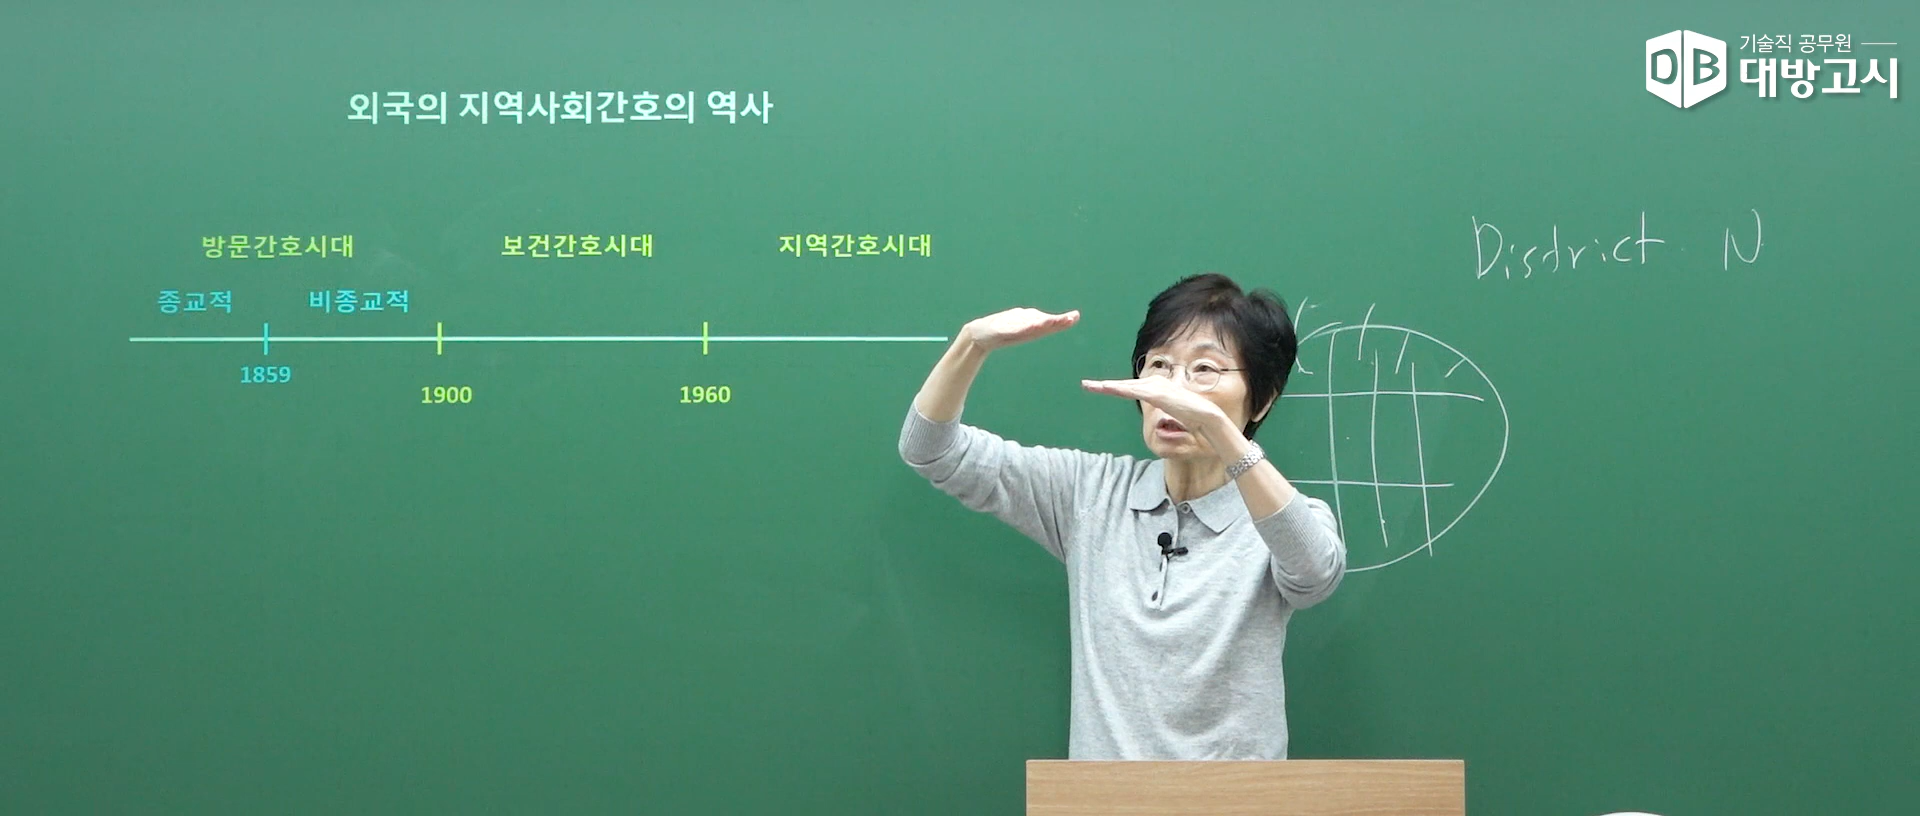 기술직 공무원
DB 대방고시
외국의 지역사회간호의 역사
방문간호시대 보건간호시대 지역간호시대
종교적 비종교적
1859
1900 1960
District N